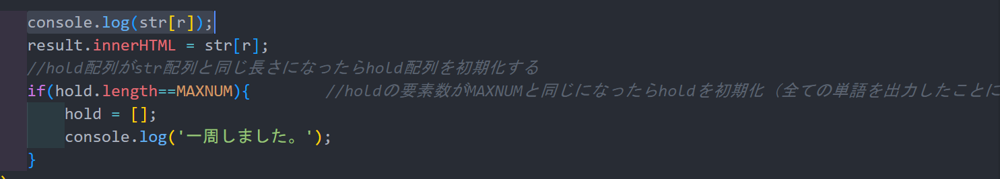 console.log(str[r]);
result.innerHTML = str[r];
//hold配列がstr配列と同じ長さになったらhold配列を初期化する
if(hold.length==MAXNUM){ //holdの要素数がMAXNUMと同じになったらholdを初期化（全ての単語を出力したことに
hold = [];
console.log('一周しました。');
}